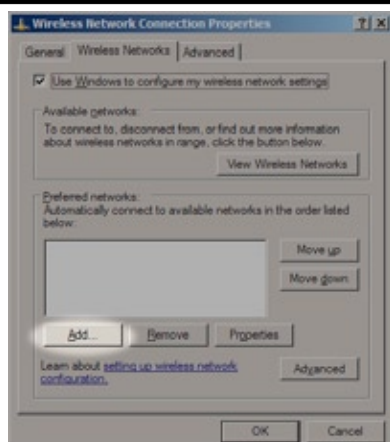 Wireless Network Connection Properties
General Wireless Networks Advanced
Use Windows to configure my wireless network settings
Available networks:
To connect to, disconnect from, or find out more information
about wireless networks in range, click the button below.
View Wireless Networks
Preferred networks:
Automatically connect to available networks in the order listed
below:
Move up
Move down
Add... Remove Properties
Learn about setting up wireless network
configuration.
Advanced
OK Cancel